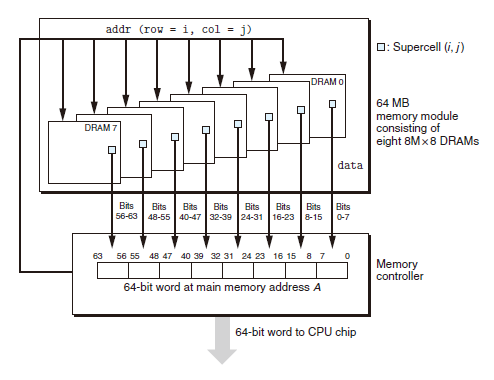 addr (row = i, col = j)
: Supercell (i, j)
DRAM 0
DRAM 7
64 MB
memory module
consisting of
eight 8M×8 DRAMs
data
Bits Bits Bits Bits Bits Bits Bits Bits
56-63 48-55 40-47 32-39 24-31 16-23 8-15 0-7
63 56 55 48 47 40 39 32 31 24 23 16 15 8 7 0
64-bit word at main memory address A
Memory
controller
64-bit word to CPU chip